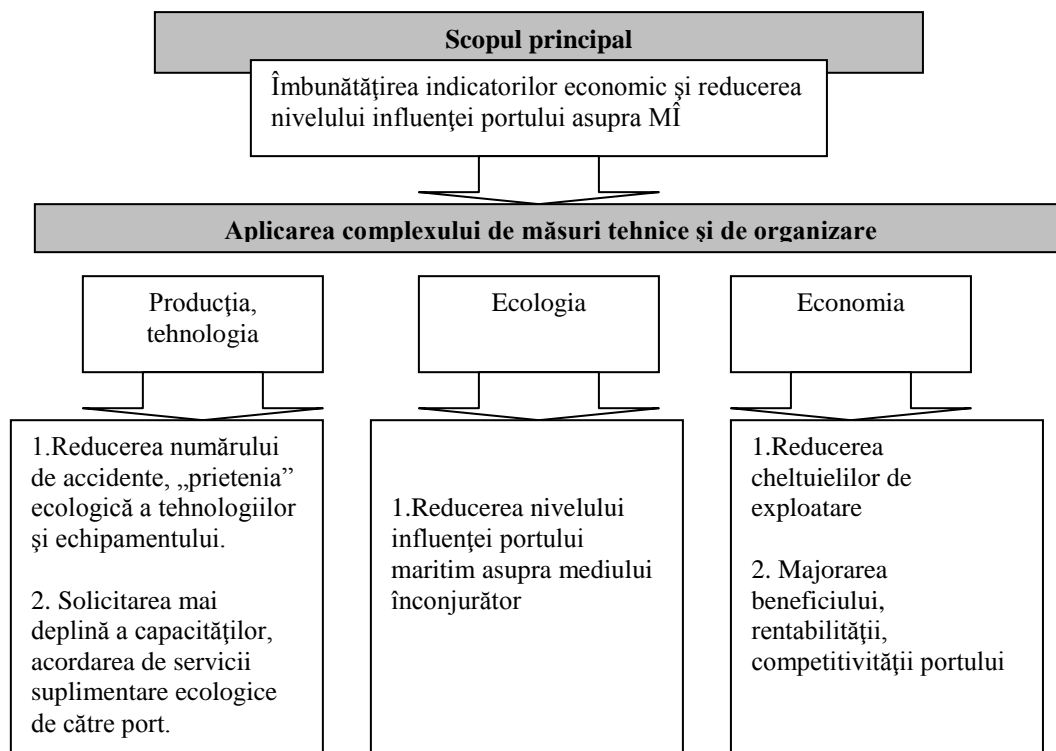 Scopul principal
Îmbunătăţirea indicatorilor economic şi reducerea
nivelului influenţei portului asupra MÎ
Aplicarea complexului de măsuri tehnice şi de organizare
Producţia,
tehnologia
Ecologia
Economia
1.Reducerea numărului
de accidente, „prietenia”
ecologică a tehnologiilor
şi echipamentului.
2. Solicitarea mai
deplină a capacităţilor,
acordarea de servicii
suplimentare ecologice
de către port.
1.Reducerea nivelului
influenţei portului
maritim asupra mediului
înconjurător
1.Reducerea
cheltuielilor de
exploatare
2. Majorarea
beneficiului,
rentabilităţii,
competitivităţii portului